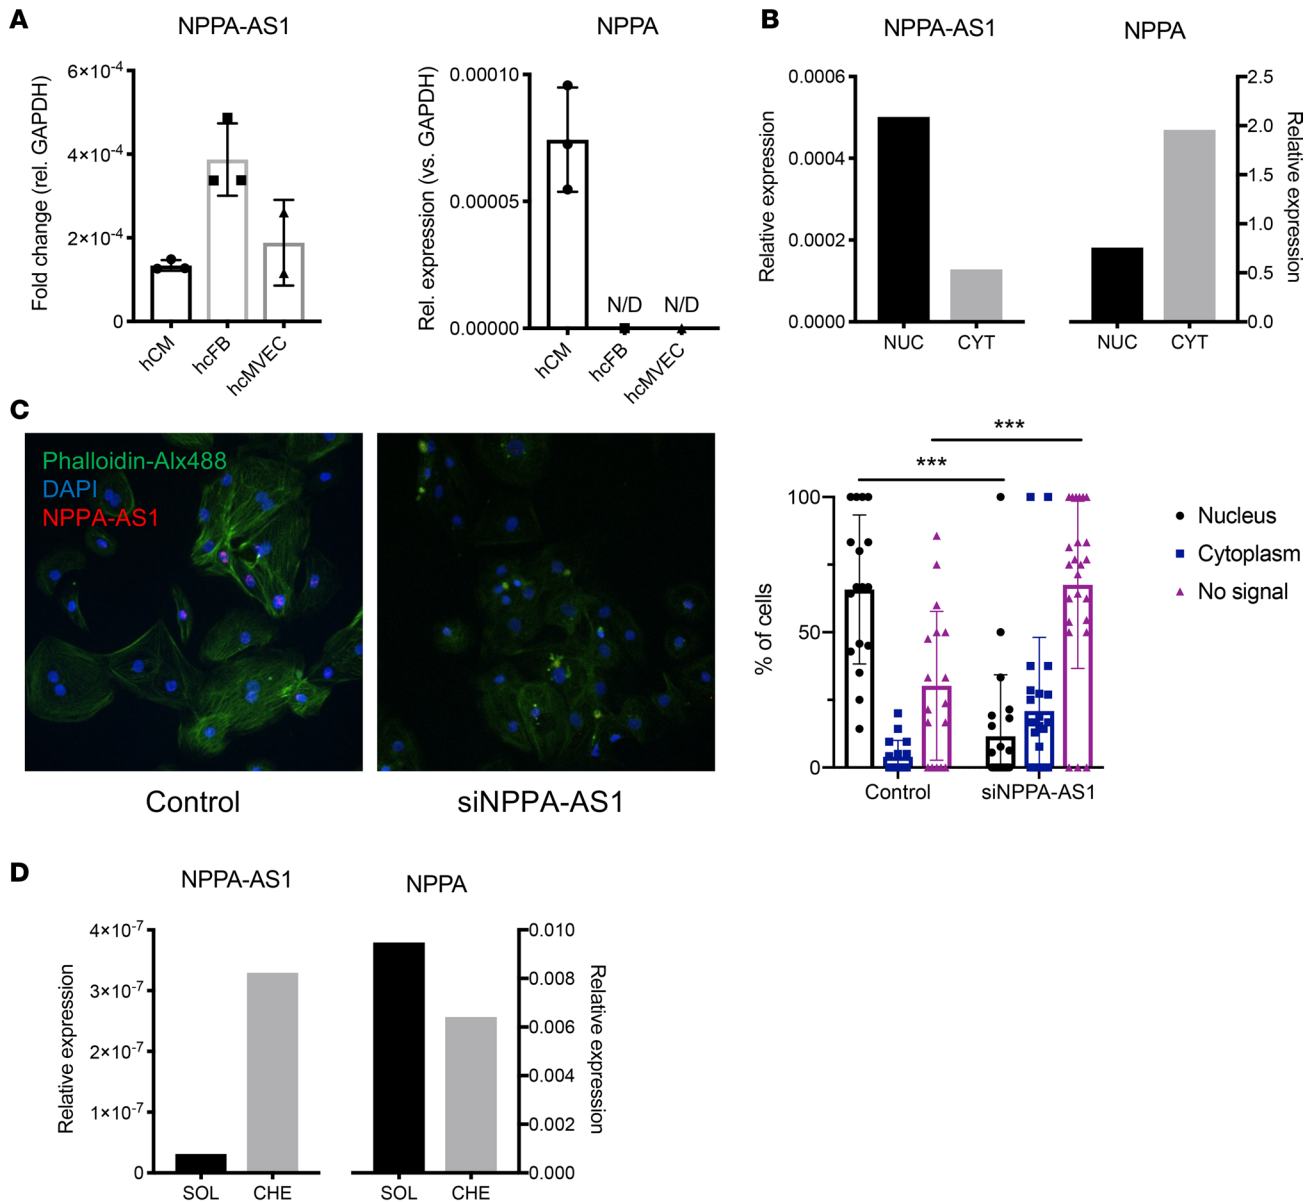 A
NPPA-AS1
Fold change (rel. GAPDH)
6×10⁻⁴
4×10⁻⁴
2×10⁻⁴
0
hCM
hcFB
hcMVEC
NPPA
Rel. expression (vs. GAPDH)
0.00010
0.00005
0.00000
N/D
N/D
hCM
hcFB
hcMVEC
B
NPPA-AS1
Relative expression
0.0006
0.0004
0.0002
0.0000
NUC
CYT
NPPA
2.5
2.0
1.5
1.0
0.5
0.0
Relative expression
NUC
CYT
C
Phalloidin-Alx488
DAPI
NPPA-AS1
Control
siNPPA-AS1
% of cells
100
50
0
***
***
Control
siNPPA-AS1
Nucleus
Cytoplasm
No signal
D
NPPA-AS1
Relative expression
4×10⁻⁷
3×10⁻⁷
2×10⁻⁷
1×10⁻⁷
0
SOL
CHE
NPPA
0.010
0.008
0.006
0.004
0.002
0.000
Relative expression
SOL
CHE